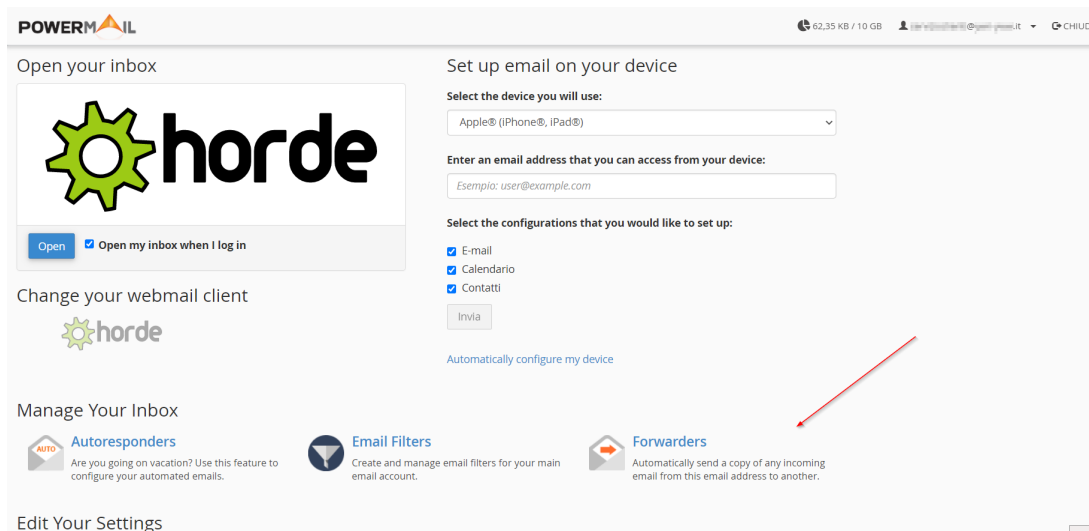 POWERMAIL
62,35 KB / 10 GB
.it
CHIUD
Open your inbox
horde
Open
Open my inbox when I log in
Change your webmail client
horde
Set up email on your device
Select the device you will use:
Apple® (iPhone®, iPad®)
Enter an email address that you can access from your device:
Esempio: user@example.com
Select the configurations that you would like to set up:
E-mail
Calendario
Contatti
Invia
Automatically configure my device
Manage Your Inbox
AUTO
Autoresponders
Are you going on vacation? Use this feature to
configure your automated emails.
Email Filters
Create and manage email filters for your main
email account.
Forwarders
Automatically send a copy of any incoming
email from this email address to another.
Edit Your Settings